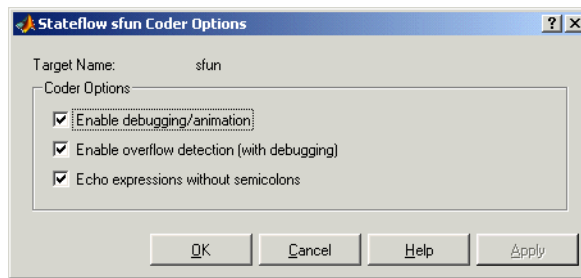 Stateflow sfun Coder Options
Target Name: sfun
Coder Options
Enable debugging/animation
Enable overflow detection (with debugging)
Echo expressions without semicolons
OK Cancel Help Apply